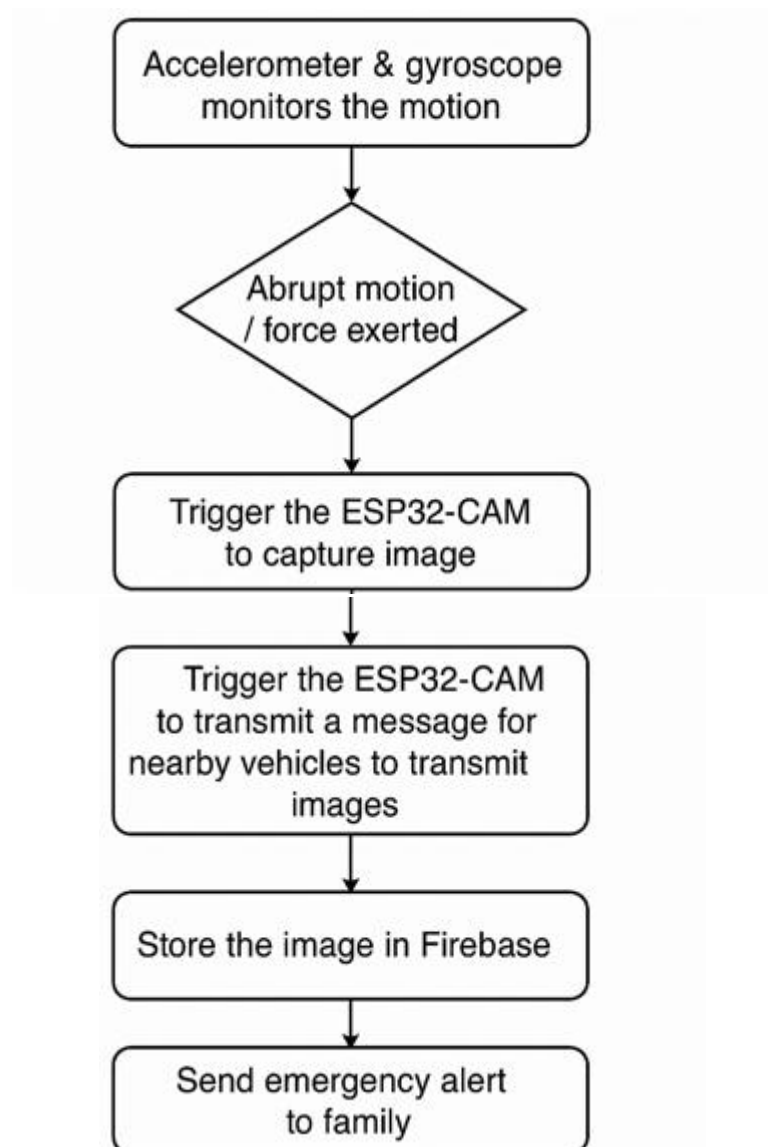 Accelerometer & gyroscope
monitors the motion
Abrupt motion
/ force exerted
Trigger the ESP32-CAM
to capture image
Trigger the ESP32-CAM
to transmit a message for
nearby vehicles to transmit
images
Store the image in Firebase
Send emergency alert
to family